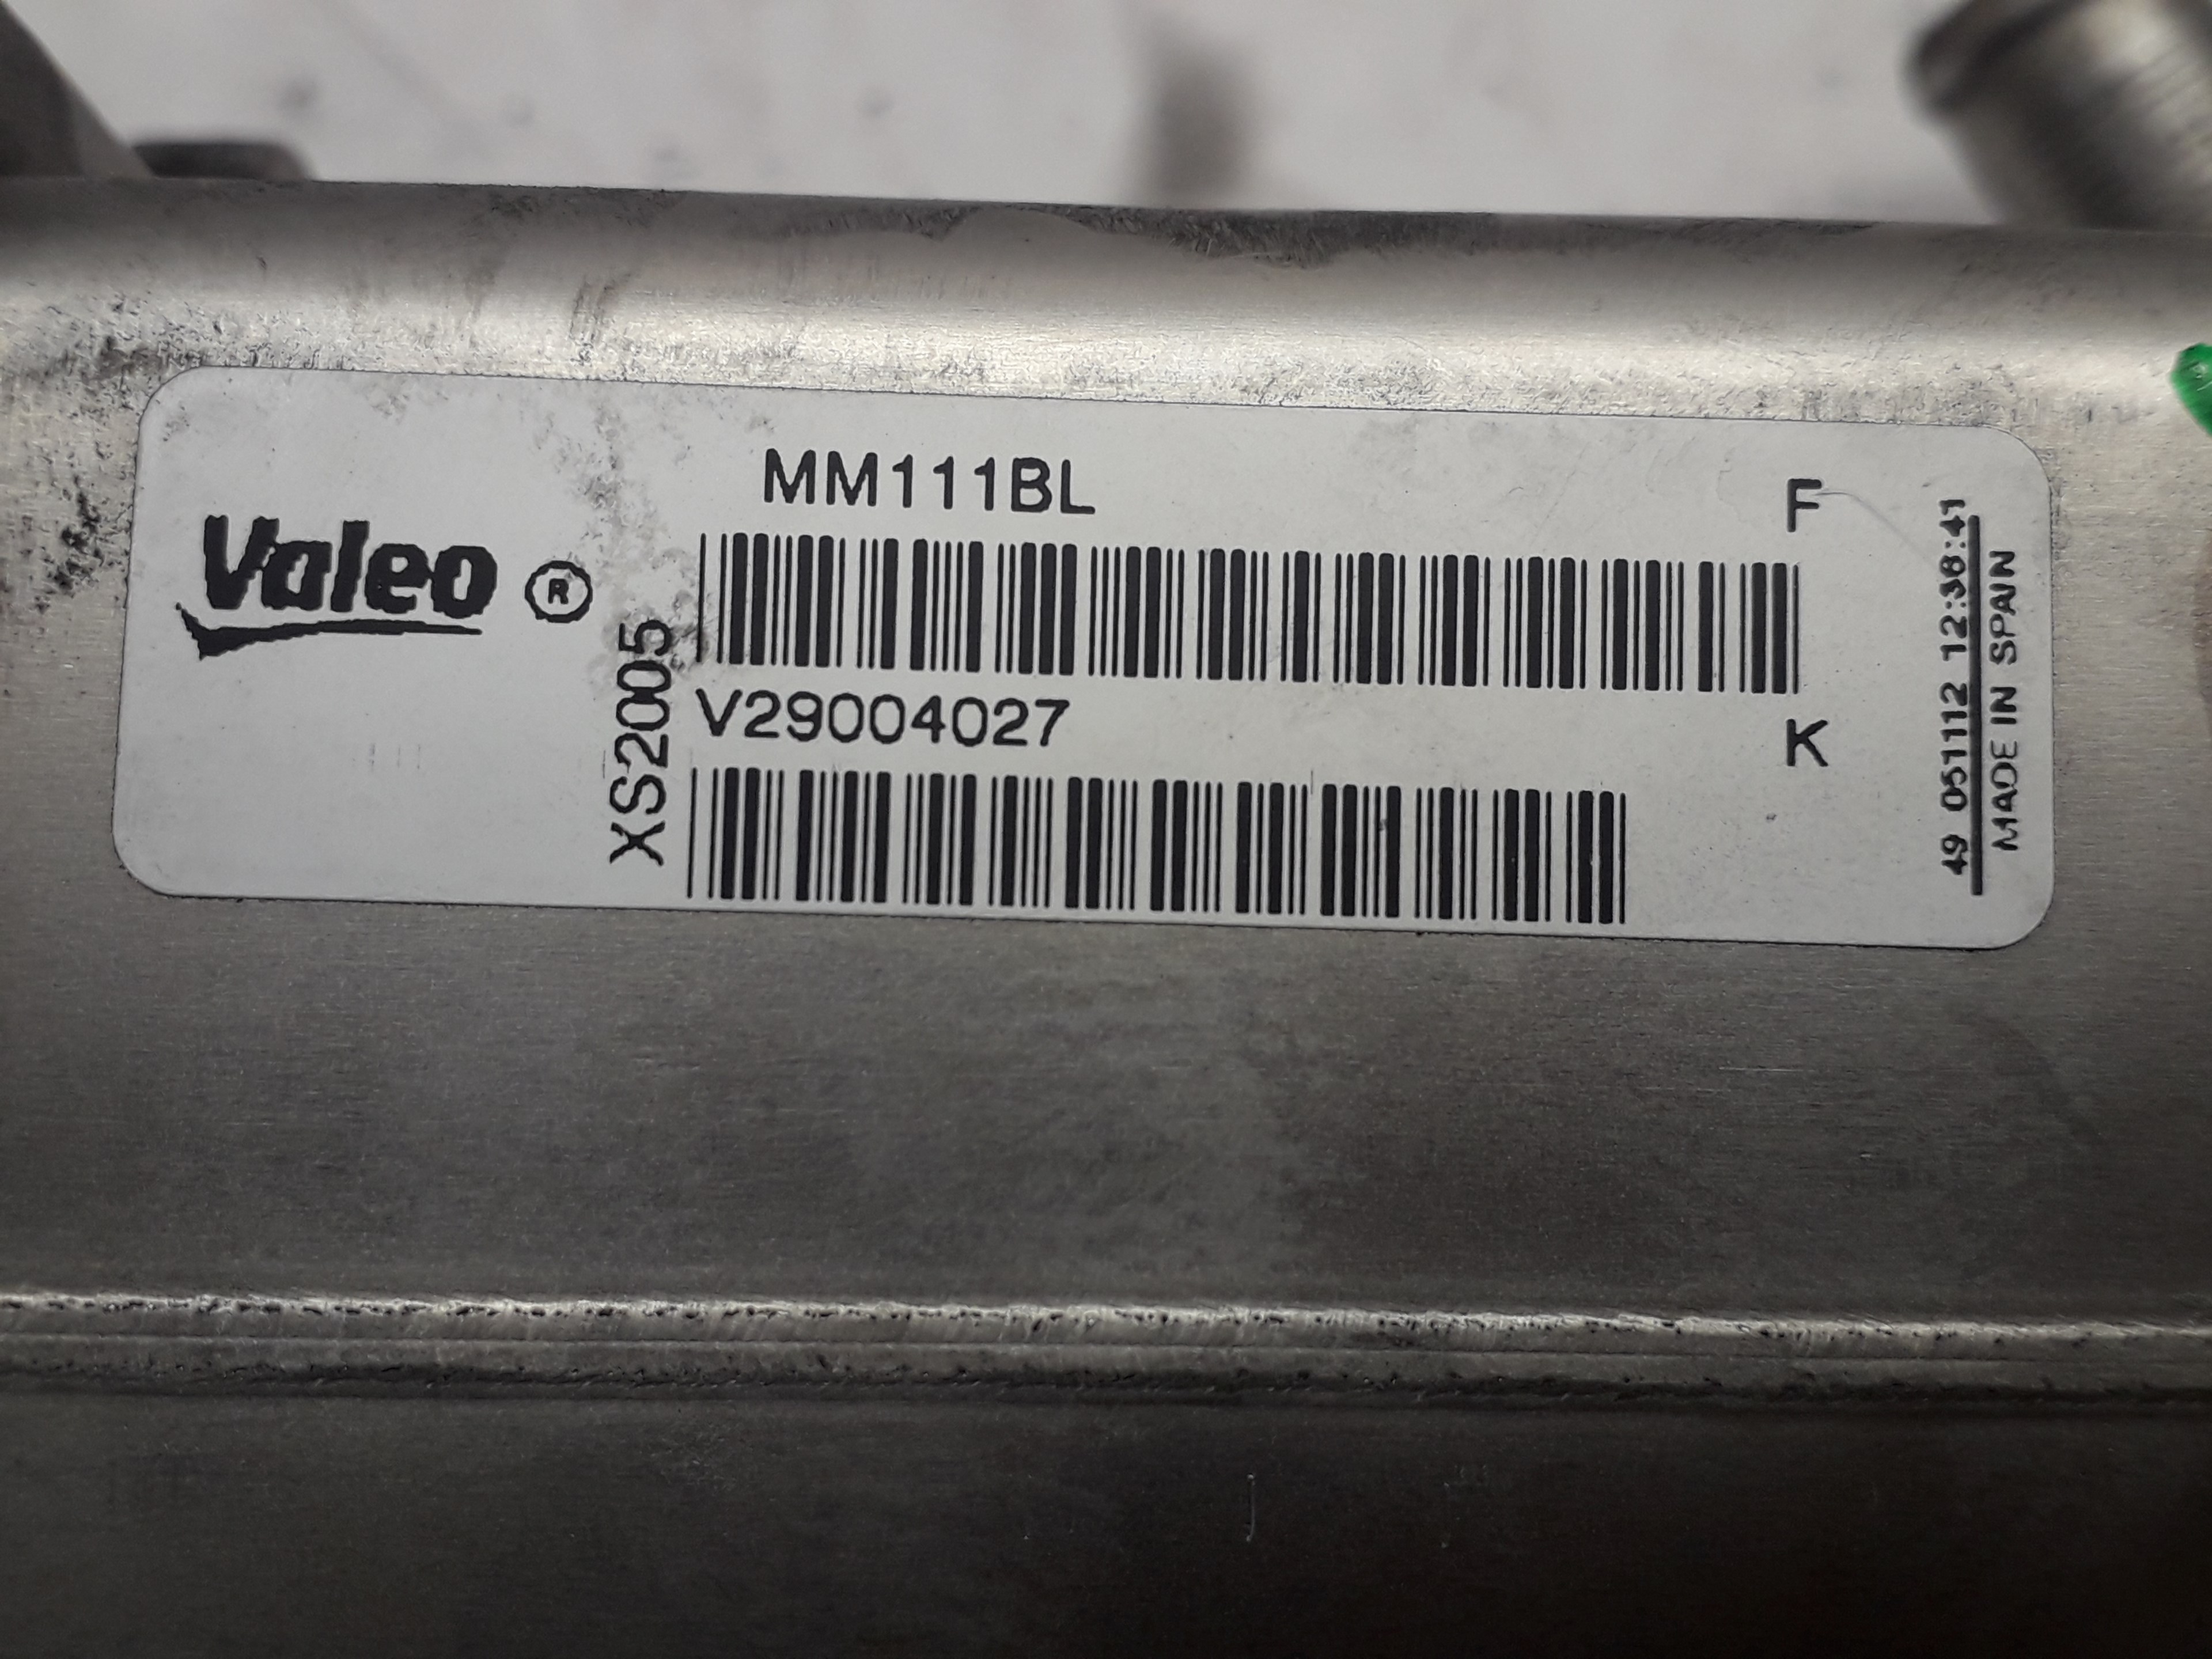 Valeo ®
XS2005
MM111BL
F
V29004027
K
49 051112 12:38:41
MADE IN SPAIN